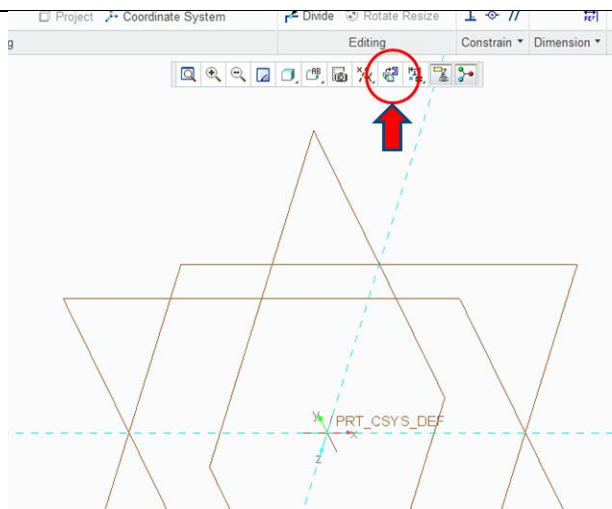 Project Coordinate System Divide Rotate Resize
g Editing Constrain Dimension
PRT_CSYS_DEF
y
x
z